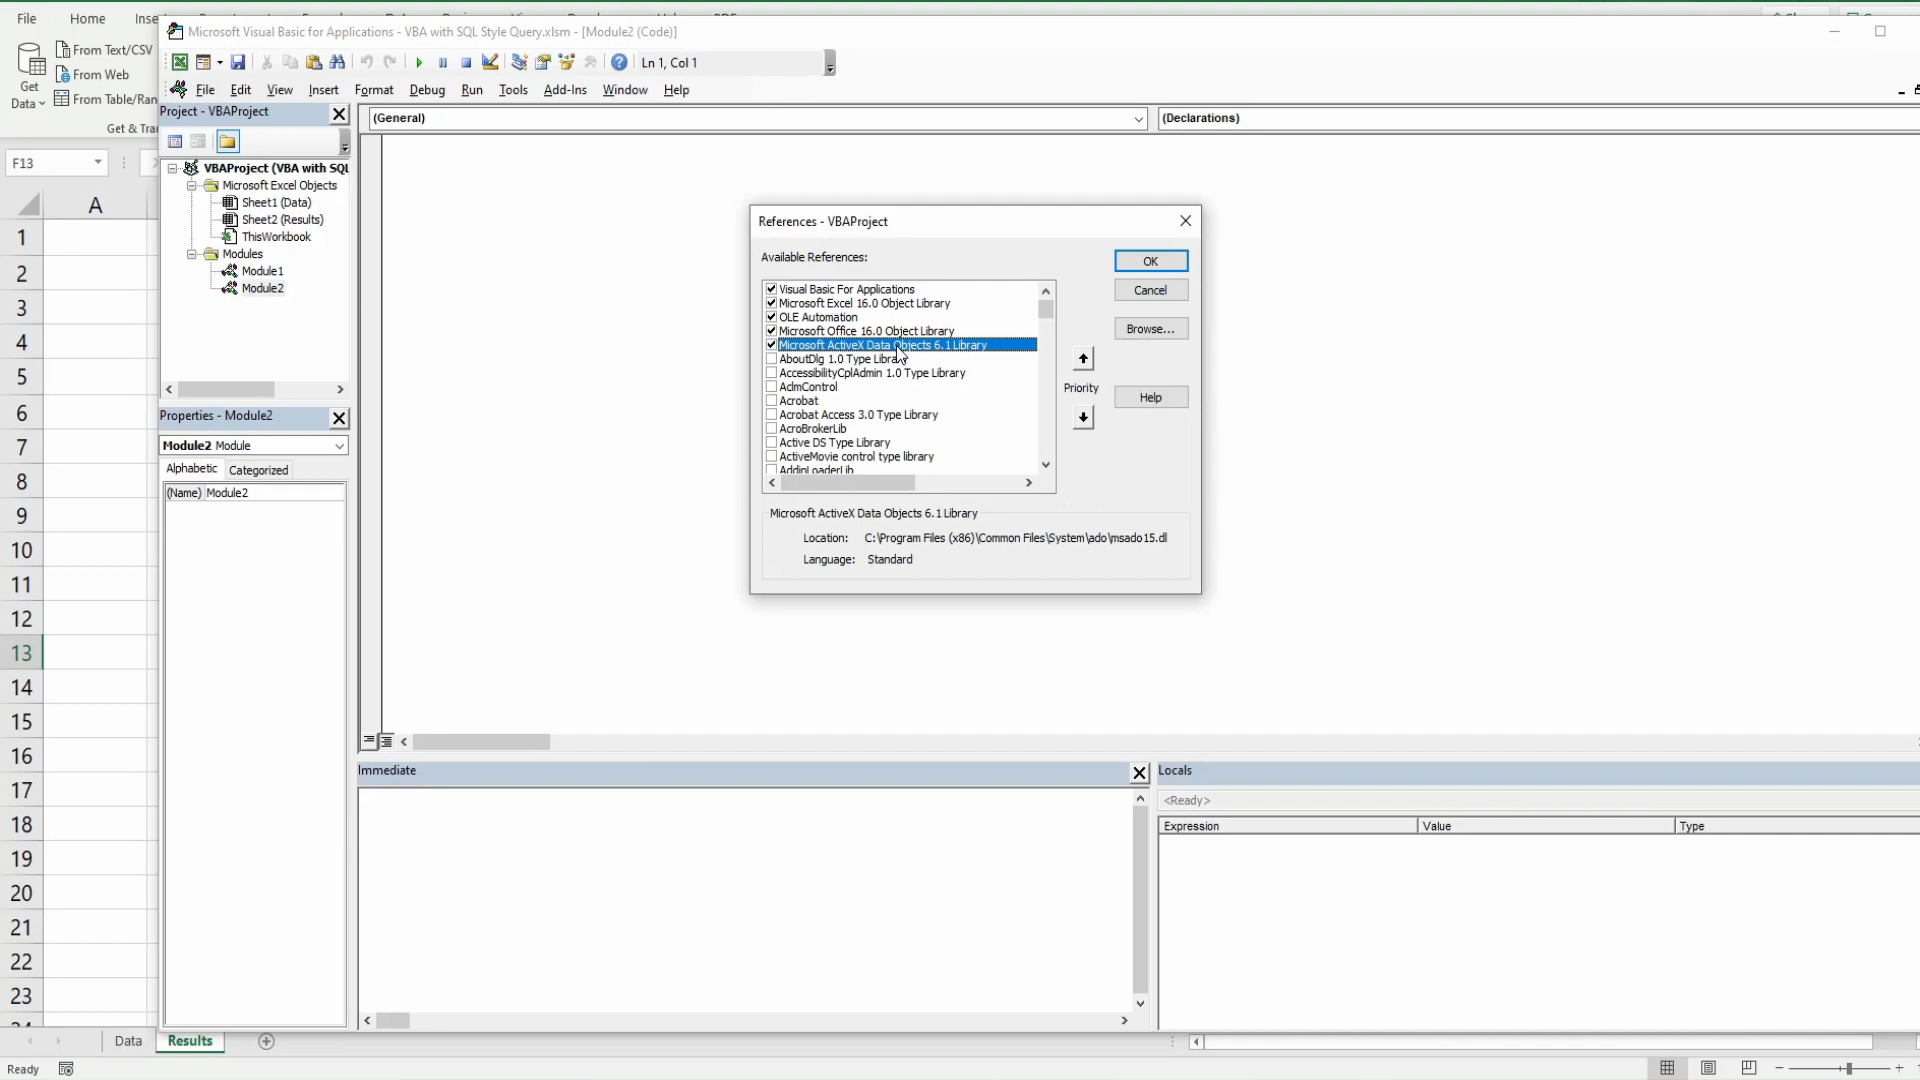 File Home Inse
Microsoft Visual Basic for Applications - VBA with SQL Style Query.xlsm - [Module2 (Code)]
From Text/CSV
From Web
From Table/Ran
Get
Data
Get & Tra
Ln 1, Col 1
File Edit View Insert Format Debug Run Tools Add-Ins Window Help
Project - VBAProject
(General)
(Declarations)
F13
VBAProject (VBA with SQL
Microsoft Excel Objects
Sheet1 (Data)
Sheet2 (Results)
ThisWorkbook
Modules
Module1
Module2
A
1
2
3
4
5
6
7
8
9
10
11
12
13
14
15
16
17
18
19
20
21
22
23
Properties - Module2
Module2 Module
Alphabetic Categorized
(Name) Module2
References - VBAProject
Available References:
Visual Basic For Applications
Microsoft Excel 16.0 Object Library
OLE Automation
Microsoft Office 16.0 Object Library
Microsoft ActiveX Data Objects 6.1 Library
AboutDlg 1.0 Type Library
AccessibilityCplAdmin 1.0 Type Library
AdmControl
Acrobat
Acrobat Access 3.0 Type Library
AcroBrokerLib
Active DS Type Library
ActiveMovie control type library
AddinLoaderLib
OK
Cancel
Browse...
Priority
Help
Microsoft ActiveX Data Objects 6.1 Library
Location: C:\Program Files (x86)\Common Files\System\ado\msado15.dl
Language: Standard
Immediate
Locals
<Ready>
Expression Value Type
Data Results
Ready